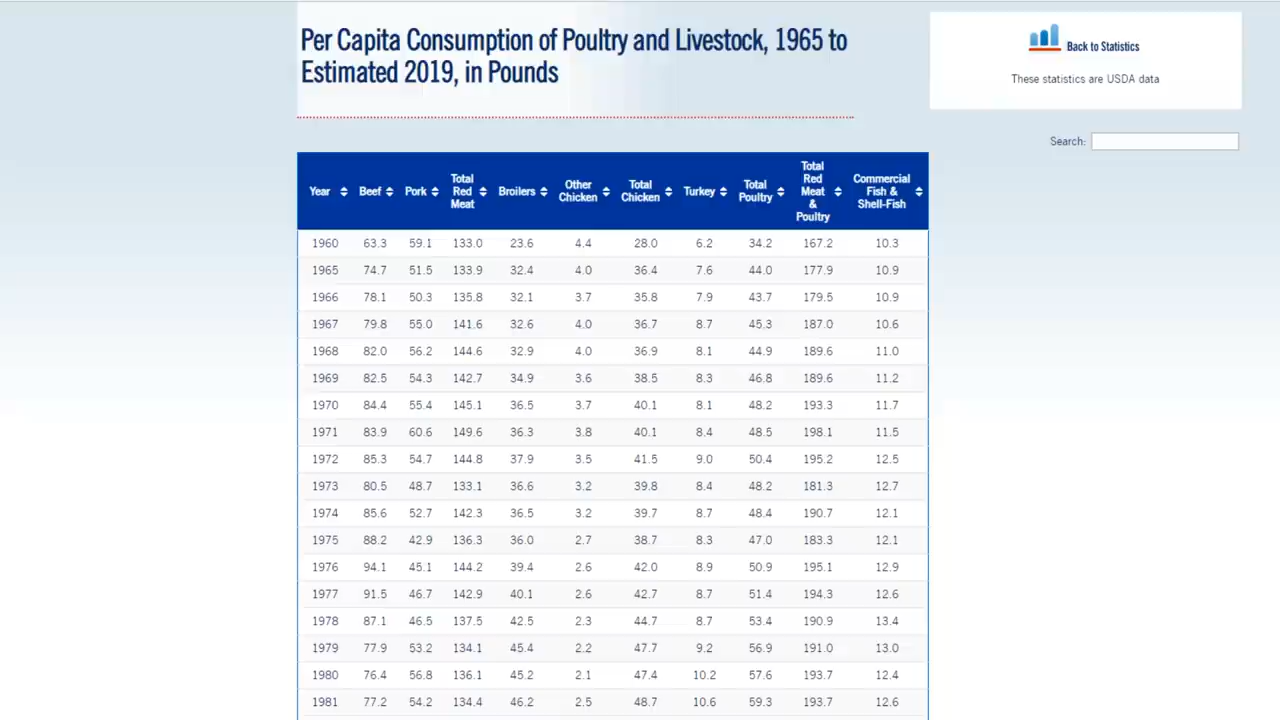 Per Capita Consumption of Poultry and Livestock, 1965 to
Estimated 2019, in Pounds
Back to Statistics
These statistics are USDA data
Search:
Year Beef Pork Total Red Meat Broilers Other Chicken Total Chicken Turkey Total Poultry Total Red Meat & Poultry Commercial Fish & Shell-Fish
1960 63.3 59.1 133.0 23.6 4.4 28.0 6.2 34.2 167.2 10.3
1965 74.7 51.5 133.9 32.4 4.0 36.4 7.6 44.0 177.9 10.9
1966 78.1 50.3 135.8 32.1 3.7 35.8 7.9 43.7 179.5 10.9
1967 79.8 55.0 141.6 32.6 4.0 36.7 8.7 45.3 187.0 10.6
1968 82.0 56.2 144.6 32.9 4.0 36.9 8.1 44.9 189.6 11.0
1969 82.5 54.3 142.7 34.9 3.6 38.5 8.3 46.8 189.6 11.2
1970 84.4 55.4 145.1 36.5 3.7 40.1 8.1 48.2 193.3 11.7
1971 83.9 60.6 149.6 36.3 3.8 40.1 8.4 48.5 198.1 11.5
1972 85.3 54.7 144.8 37.9 3.5 41.5 9.0 50.4 195.2 12.5
1973 80.5 48.7 133.1 36.6 3.2 39.8 8.4 48.2 181.3 12.7
1974 85.6 52.7 142.3 36.5 3.2 39.7 8.7 48.4 190.7 12.1
1975 88.2 42.9 136.3 36.0 2.7 38.7 8.3 47.0 183.3 12.1
1976 94.1 45.1 144.2 39.4 2.6 42.0 8.9 50.9 195.1 12.9
1977 91.5 46.7 142.9 40.1 2.6 42.7 8.7 51.4 194.3 12.6
1978 87.1 46.5 137.5 42.5 2.3 44.7 8.7 53.4 190.9 13.4
1979 77.9 53.2 134.1 45.4 2.2 47.7 9.2 56.9 191.0 13.0
1980 76.4 56.8 136.1 45.2 2.1 47.4 10.2 57.6 193.7 12.4
1981 77.2 54.2 134.4 46.2 2.5 48.7 10.6 59.3 193.7 12.6